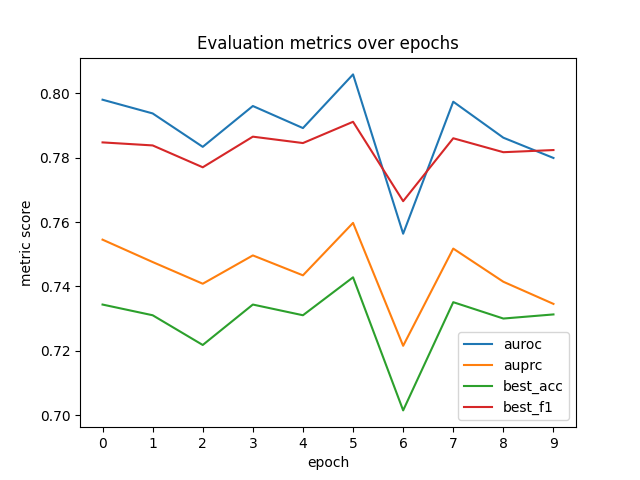 Evaluation metrics over epochs
metric score
0.80
0.78
0.76
0.74
0.72
0.70
0 1 2 3 4 5 6 7 8 9
epoch
auroc
auprc
best_acc
best_f1